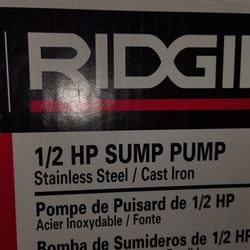 RIDGI
1/2 HP SUMP PUMP
Stainless Steel / Cast Iron
Pompe de Puisard de 1/2 HP
Acier Inoxydable / Fonte
Bomba de Sumideros de 1/2 H